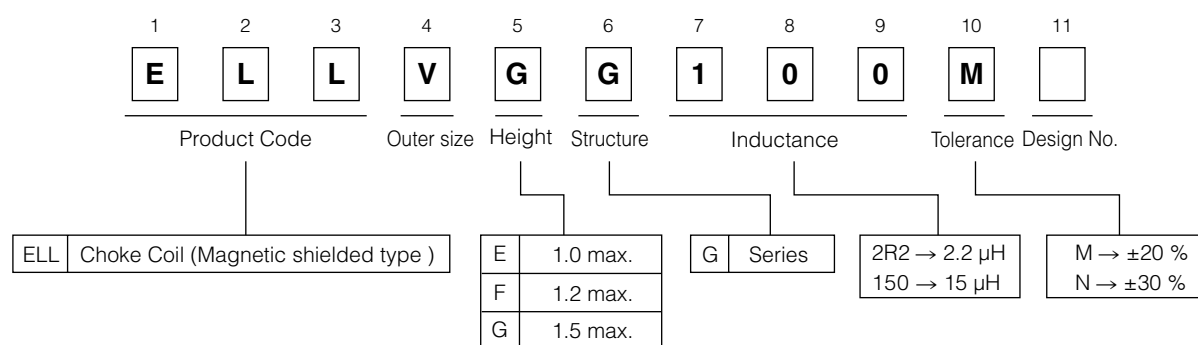 1 2 3 4 5 6 7 8 9 10 11
E L L V G G 1 0 0 M
Product Code Outer size Height Structure Inductance Tolerance Design No.
ELL Choke Coil (Magnetic shielded type )
E 1.0 max.
F 1.2 max.
G 1.5 max.
G Series
2R2 → 2.2 µH
150 → 15 µH
M → ±20 %
N → ±30 %